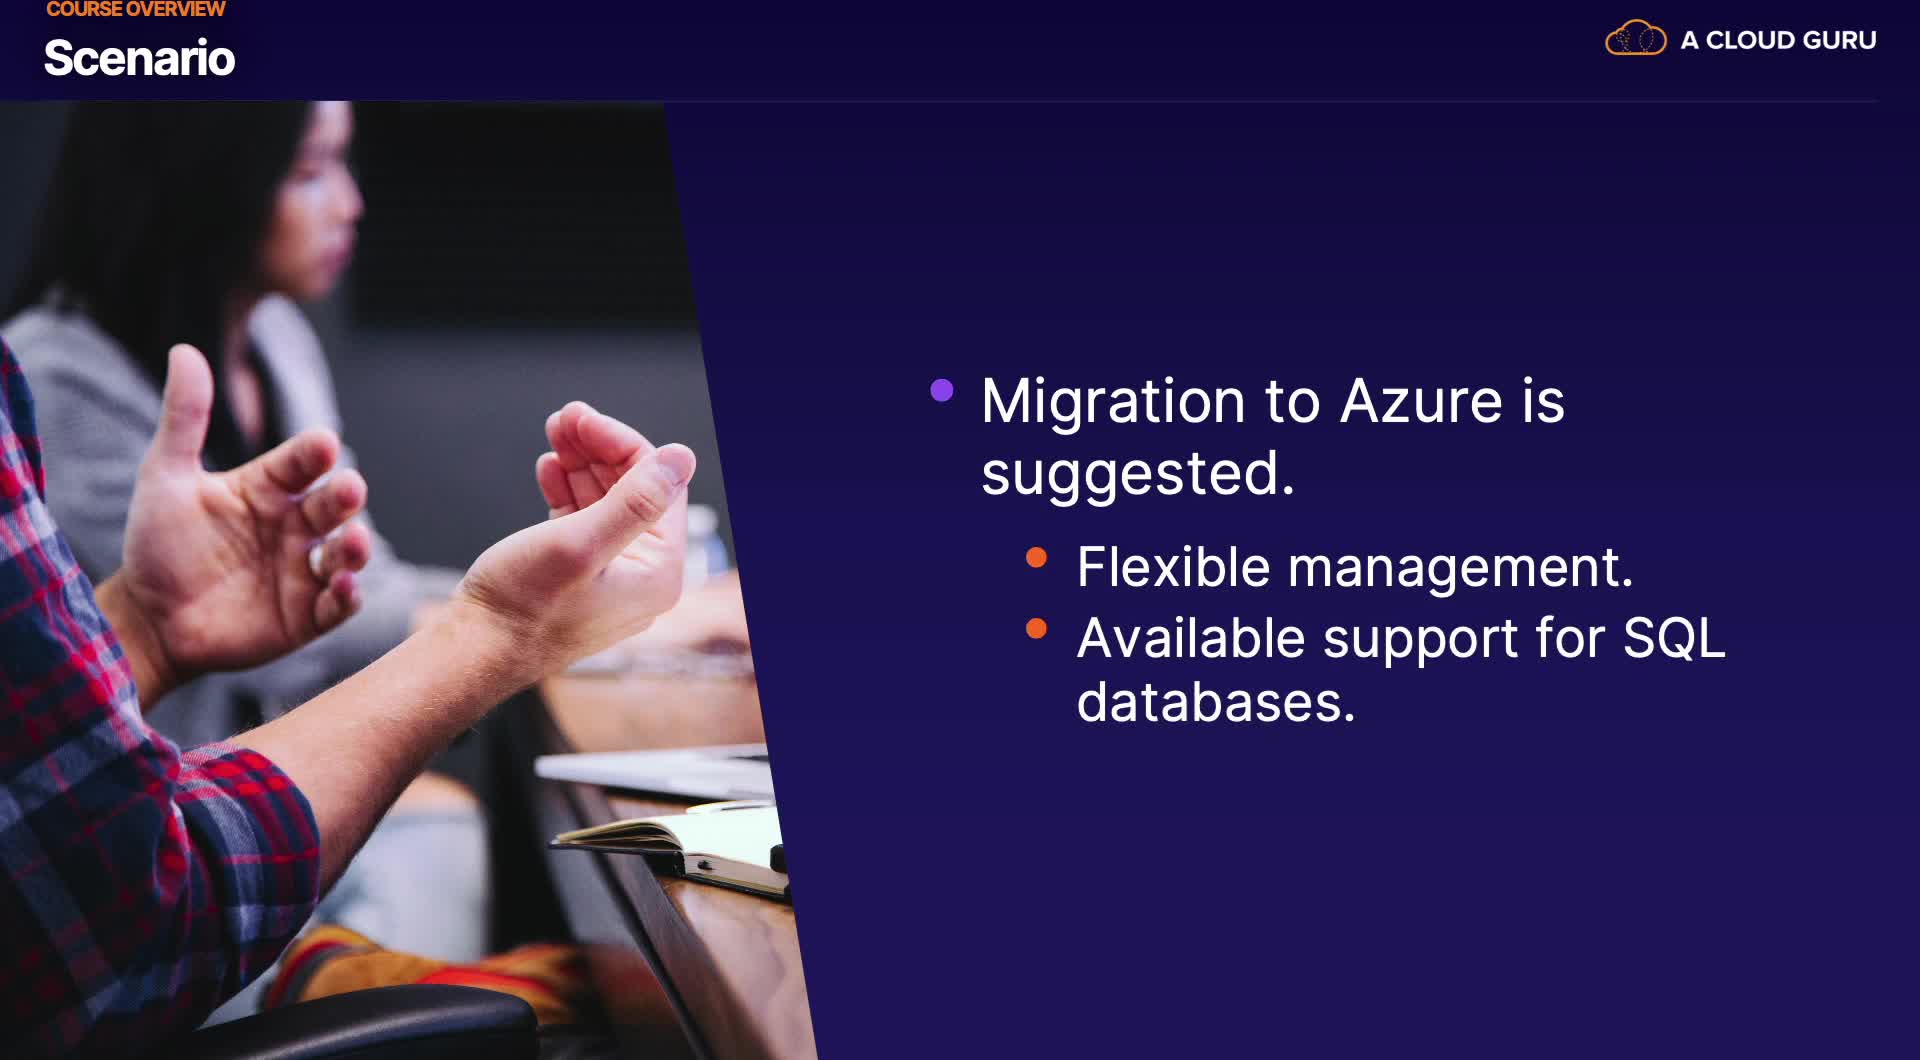 COURSE OVERVIEW
Scenario
A CLOUD GURU
Migration to Azure is
suggested.
Flexible management.
Available support for SQL
databases.